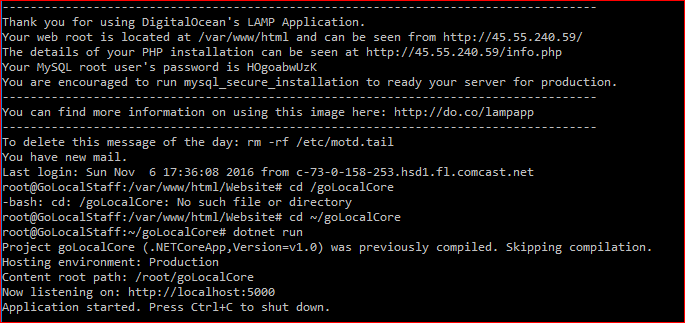 --------------------------------------------------------------------------------
Thank you for using DigitalOcean's LAMP Application.
Your web root is located at /var/www/html and can be seen from http://45.55.240.59/
The details of your PHP installation can be seen at http://45.55.240.59/info.php
Your MySQL root user's password is HOgoabwUzK
You are encouraged to run mysql_secure_installation to ready your server for production.
--------------------------------------------------------------------------------
You can find more information on using this image here: http://do.co/lampapp
--------------------------------------------------------------------------------
To delete this message of the day: rm -rf /etc/motd.tail
You have new mail.
Last login: Sun Nov  6 17:36:08 2016 from c-73-0-158-253.hsd1.fl.comcast.net
root@GoLocalStaff:/var/www/html/Website# cd /goLocalCore
-bash: cd: /goLocalCore: No such file or directory
root@GoLocalStaff:/var/www/html/Website# cd ~/goLocalCore
root@GoLocalStaff:~/goLocalCore# dotnet run
Project goLocalCore (.NETCoreApp,Version=v1.0) was previously compiled. Skipping compilation.
Hosting environment: Production
Content root path: /root/goLocalCore
Now listening on: http://localhost:5000
Application started. Press Ctrl+C to shut down.